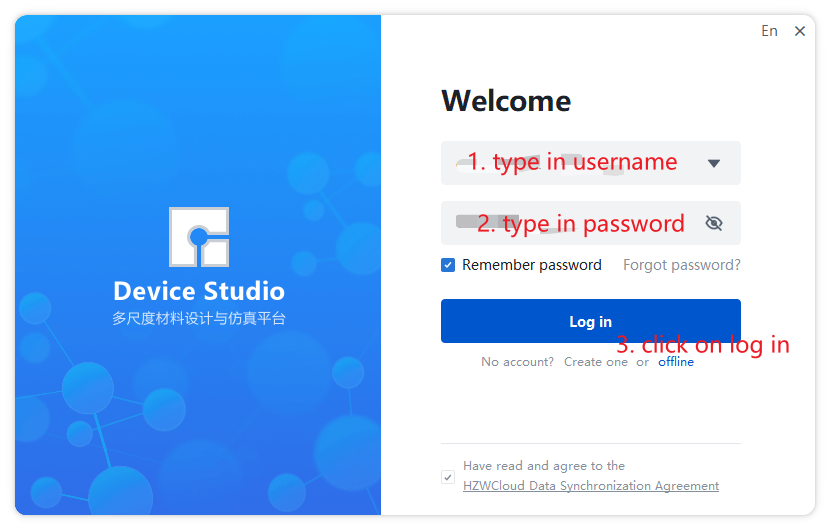 En
Welcome
1. type in username
2. type in password
Remember password Forgot password?
Device Studio
多尺度材料设计与仿真平台
Log in
3. click on log in
No account? Create one or offline
Have read and agree to the
HZWCloud Data Synchronization Agreement